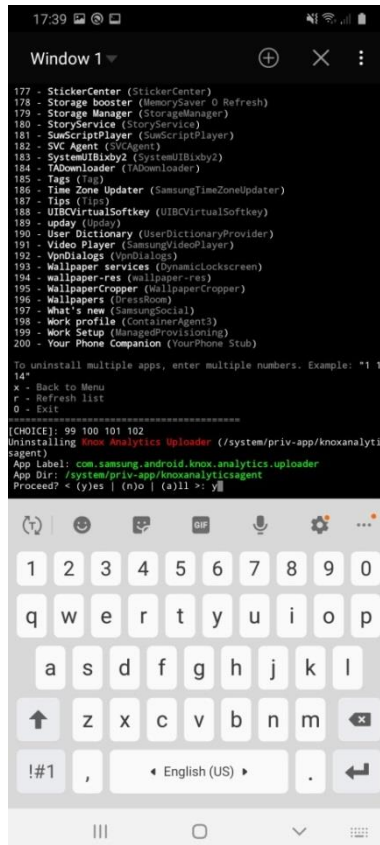 17:39
Window 1
177 - StickerCenter (StickerCenter)
178 - Storage booster (MemorySaver O Refresh)
179 - Storage Manager (StorageManager)
180 - StoryService (StoryService)
181 - SuwScriptPlayer (SuwScriptPlayer)
182 - SVC Agent (SVCAgent)
183 - SystemUIBixby2 (SystemUIBixby2)
184 - TADownloader (TADownloader)
185 - Tags (Tag)
186 - Time Zone Updater (SamsungTimeZoneUpdater)
187 - Tips (Tips)
188 - UIBCVirtualSoftkey (UIBCVirtualSoftkey)
189 - upday (Upday)
190 - User Dictionary (UserDictionaryProvider)
191 - Video Player (SamsungVideoPlayer)
192 - VpnDialogs (VpnDialogs)
193 - Wallpaper services (DynamicLockscreen)
194 - wallpaper-res (wallpaper-res)
195 - WallpaperCropper (WallpaperCropper)
196 - Wallpapers (DressRoom)
197 - What's new (SamsungSocial)
198 - Work profile (ContainerAgent3)
199 - Work Setup (ManagedProvisioning)
200 - Your Phone Companion (YourPhone Stub)
To uninstall multiple apps, enter multiple numbers. Example: "1 1
14"
x - Back to Menu
r - Refresh list
0 - Exit
========================================
[CHOICE]: 99 100 101 102
Uninstalling Knox Analytics Uploader (/system/priv-app/knoxanalyti
sagent)
App Label: com.samsung.android.knox.analytics.uploader
App Dir: /system/priv-app/knoxanalyticsagent
Proceed? < (y)es | (n)o | (a)ll >: y
GIF
1 2 3 4 5 6 7 8 9 0
q w e r t y u i o p
a s d f g h j k l
z x c v b n m
!#1 , English (US) .